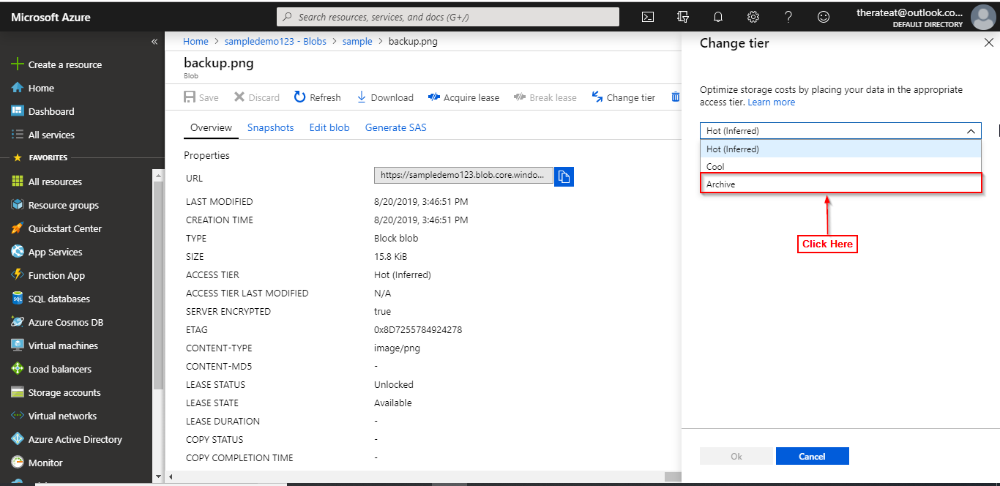 Microsoft Azure
Search resources, services, and docs (G+/)
therateat@outlook.co...
DEFAULT DIRECTORY
«
Create a resource
Home
Dashboard
All services
FAVORITES
All resources
Resource groups
Quickstart Center
App Services
Function App
SQL databases
Azure Cosmos DB
Virtual machines
Load balancers
Storage accounts
Virtual networks
Azure Active Directory
Monitor
Home > sampledemo123 - Blobs > sample > backup.png
backup.png
Blob
Save Discard Refresh Download Acquire lease Break lease Change tier
Overview Snapshots Edit blob Generate SAS
Properties
URL https://sampledemo123.blob.core.windo...
LAST MODIFIED 8/20/2019, 3:46:51 PM
CREATION TIME 8/20/2019, 3:46:51 PM
TYPE Block blob
SIZE 15.8 KiB
ACCESS TIER Hot (Inferred)
ACCESS TIER LAST MODIFIED N/A
SERVER ENCRYPTED true
ETAG 0x8D7255784924278
CONTENT-TYPE image/png
CONTENT-MD5 -
LEASE STATUS Unlocked
LEASE STATE Available
LEASE DURATION -
COPY STATUS -
COPY COMPLETION TIME -
Change tier
Optimize storage costs by placing your data in the appropriate
access tier. Learn more
Hot (Inferred)
Hot (Inferred)
Cool
Archive
Click Here
Ok Cancel